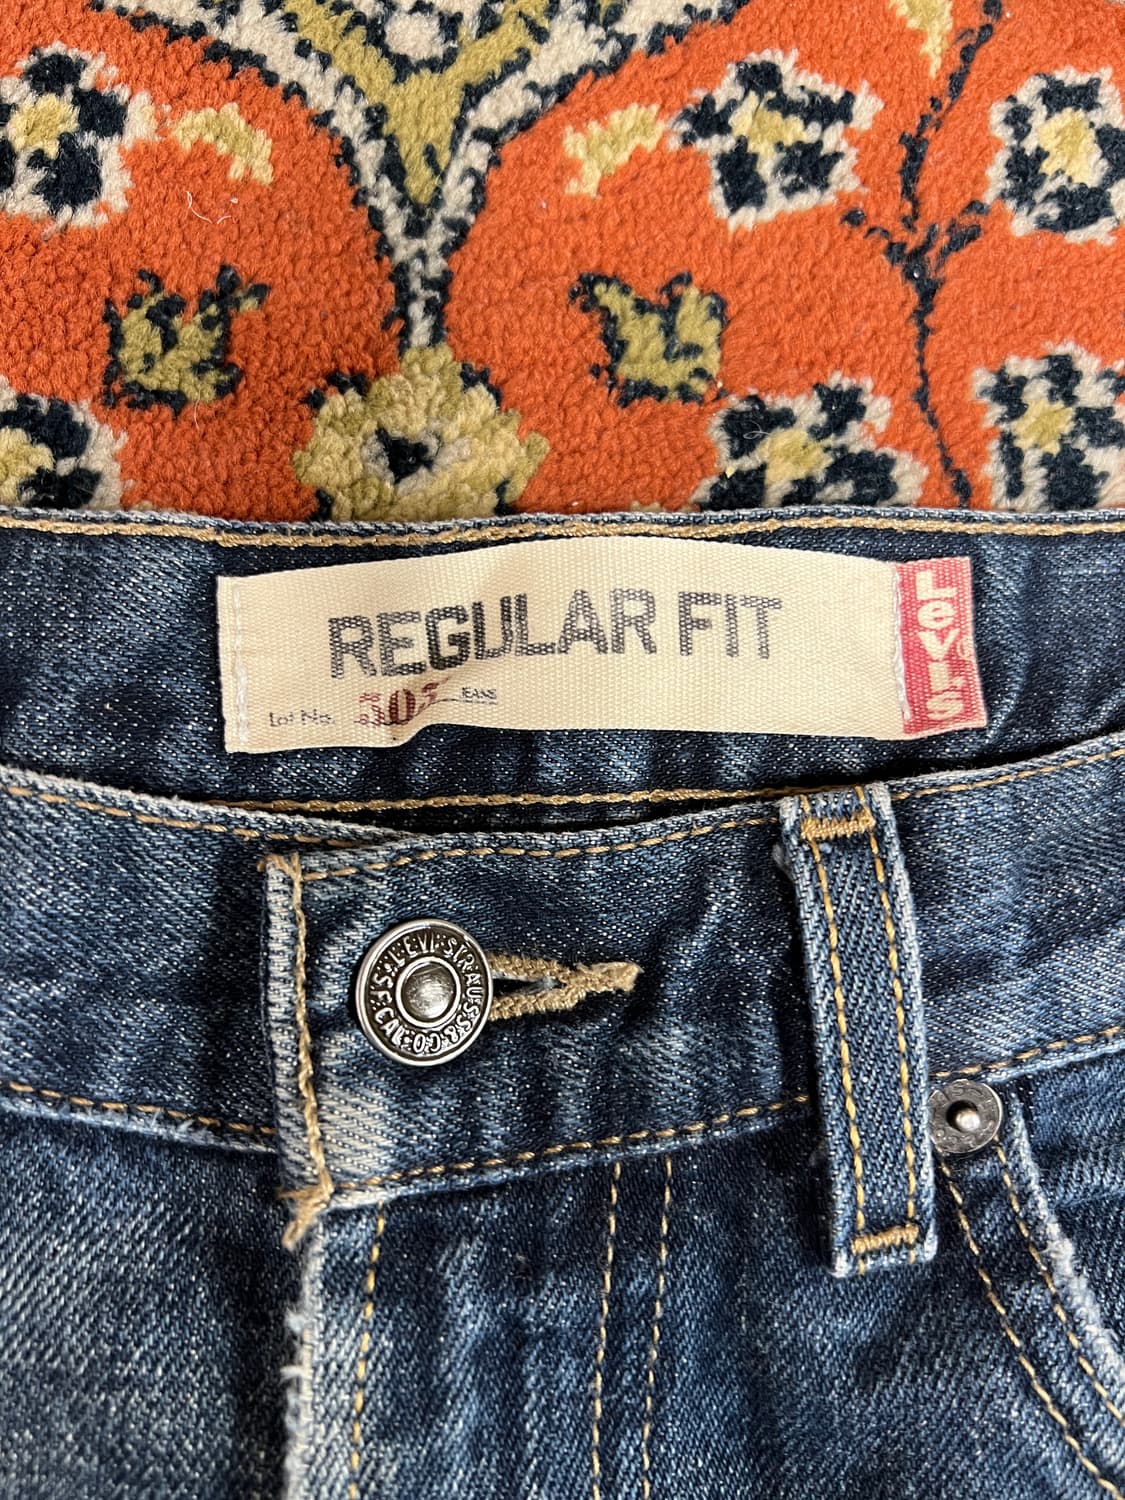 REGULAR FIT
Lot No. 505 JEANS
LEVI'S
LEVI STRAUSS & CO S.F. CAL